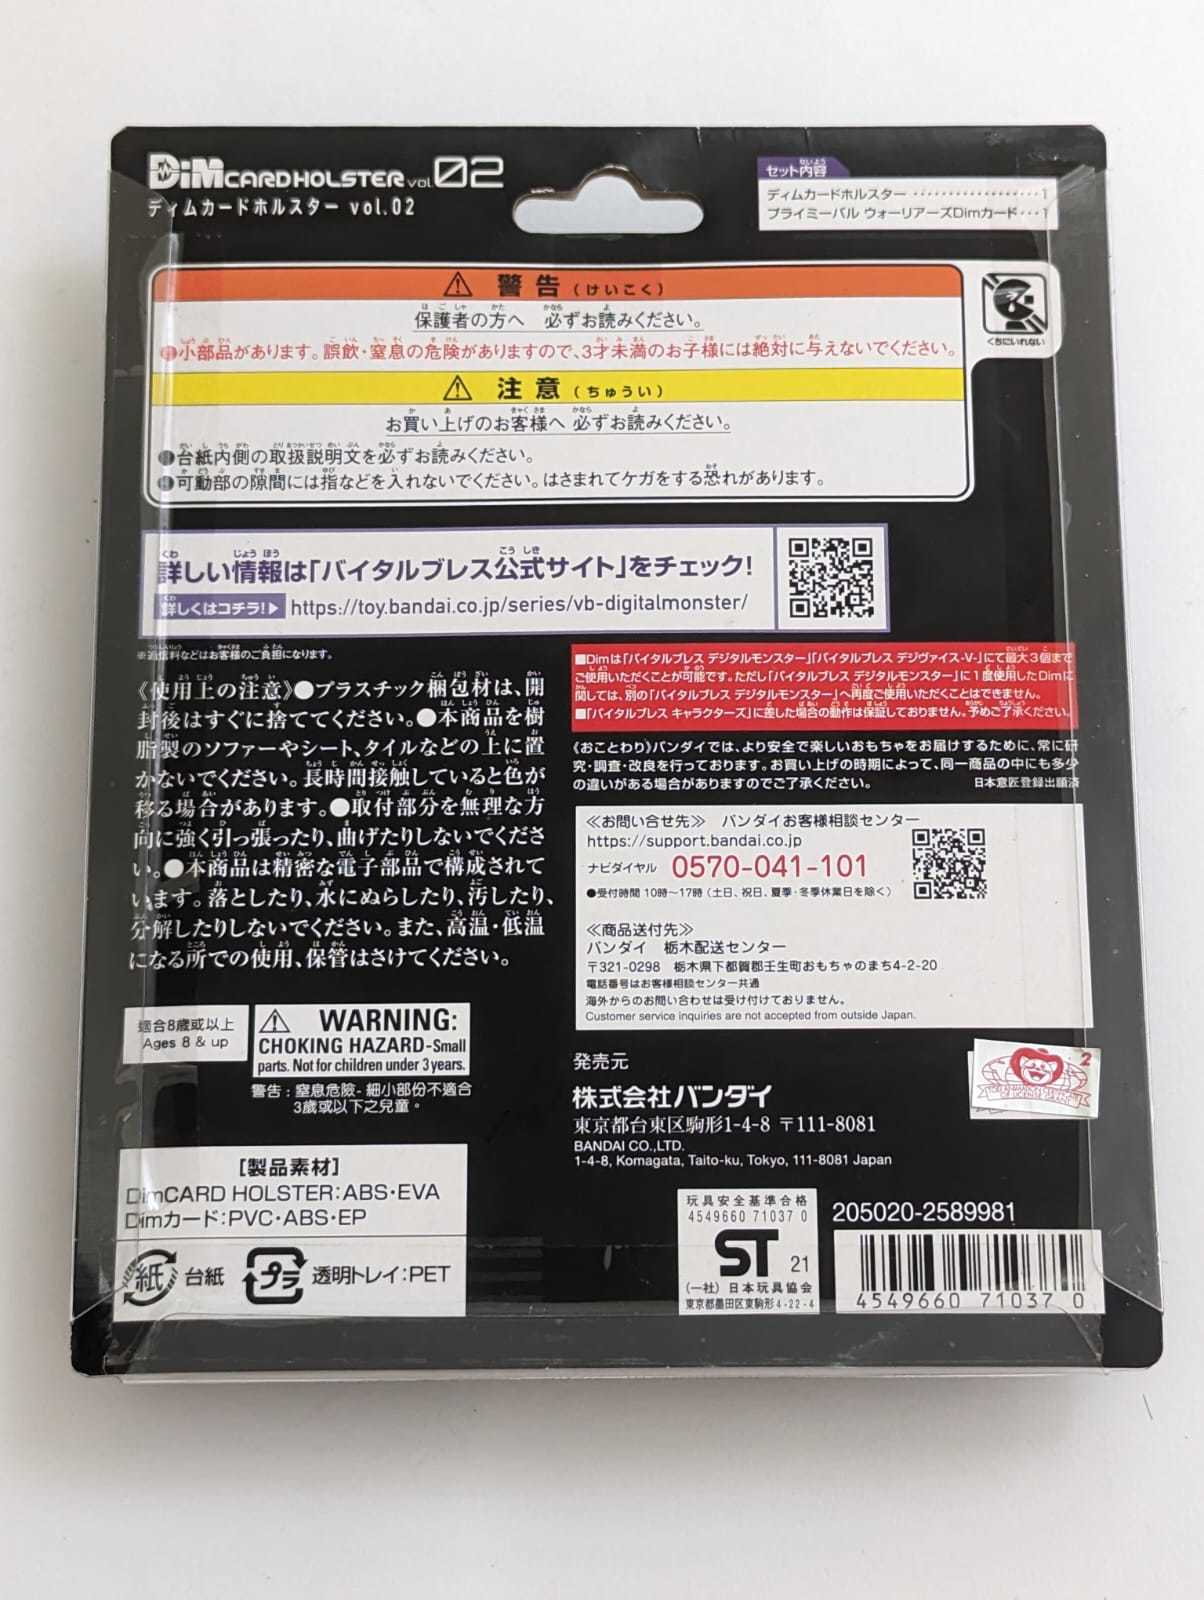 DiM CARD HOLSTER vol. 02
ディムカードホルスター vol.02
セット内容
ディムカードホルスター・・・・・・・・・・・・・・・・・・・1
プライミーバル ウォーリアーズDimカード・・・1
⚠ 警告（けいこく）
保護者の方へ 必ずお読みください。
●小部品があります。誤飲・窒息の危険がありますので、3才未満のお子様には絶対に与えないでください。
くちにいれない
⚠ 注意（ちゅうい）
お買い上げのお客様へ 必ずお読みください。
●台紙内側の取扱説明文を必ずお読みください。
●可動部の隙間には指などを入れないでください。はさまれてケガをする恐れがあります。
詳しい情報は「バイタルブレス公式サイト」をチェック!
詳しくはコチラ!▶ https://toy.bandai.co.jp/series/vb-digitalmonster/
※通信料などはお客様のご負担になります。
《使用上の注意》●プラスチック梱包材は、開
封後はすぐに捨ててください。●本商品を樹
脂製のソファーやシート、タイルなどの上に置
かないでください。長時間接触していると色が
移る場合があります。●取付部分を無理な方
向に強く引っ張ったり、曲げたりしないでくださ
い。●本商品は精密な電子部品で構成されて
います。落としたり、水にぬらしたり、汚したり、
分解したりしないでください。また、高温・低温
になる所での使用、保管はさけてください。
■Dimは「バイタルブレス デジタルモンスター」「バイタルブレス デジヴァイス-V-」にて最大3個まで
ご使用いただくことが可能です。ただし「バイタルブレス デジタルモンスター」に1度使用したDimに
関しては、別の「バイタルブレス デジタルモンスター」へ再度ご使用いただくことはできません。
■「バイタルブレス キャラクターズ」に差した場合の動作は保証しておりません。予めご了承ください。
《おことわり》バンダイでは、より安全で楽しいおもちゃをお届けするために、常に研
究・調査・改良を行っております。お買い上げの時期によって、同一商品の中にも多少
の違いがある場合がありますのでご了承ください。
日本意匠登録出願済
≪お問い合せ先≫ バンダイお客様相談センター
https://support.bandai.co.jp
ナビダイヤル 0570-041-101
●受付時間 10時〜17時（土日、祝日、夏季・冬季休業日を除く）
≪商品送付先≫
バンダイ 栃木配送センター
〒321-0298 栃木県下都賀郡壬生町おもちゃのまち4-2-20
電話番号はお客様相談センター共通
海外からのお問い合わせは受け付けておりません。
Customer service inquiries are not accepted from outside Japan.
適合8歲或以上
Ages 8 & up
⚠ WARNING:
CHOKING HAZARD-Small
parts. Not for children under 3 years.
警告：窒息危險- 細小部份不適合
3歲或以下之兒童。
発売元
株式会社バンダイ
東京都台東区駒形1-4-8 〒111-8081
BANDAI CO.,LTD.
1-4-8, Komagata, Taito-ku, Tokyo, 111-8081 Japan
2
[製品素材]
DimCARD HOLSTER：ABS・EVA
Dimカード：PVC・ABS・EP
紙 台紙 プラ 透明トレイ：PET
玩具安全基準合格
4549660 71037 0
ST 21
(一社) 日本玩具協会
東京都墨田区東駒形4-22-4
205020-2589981
4549660 71037 0